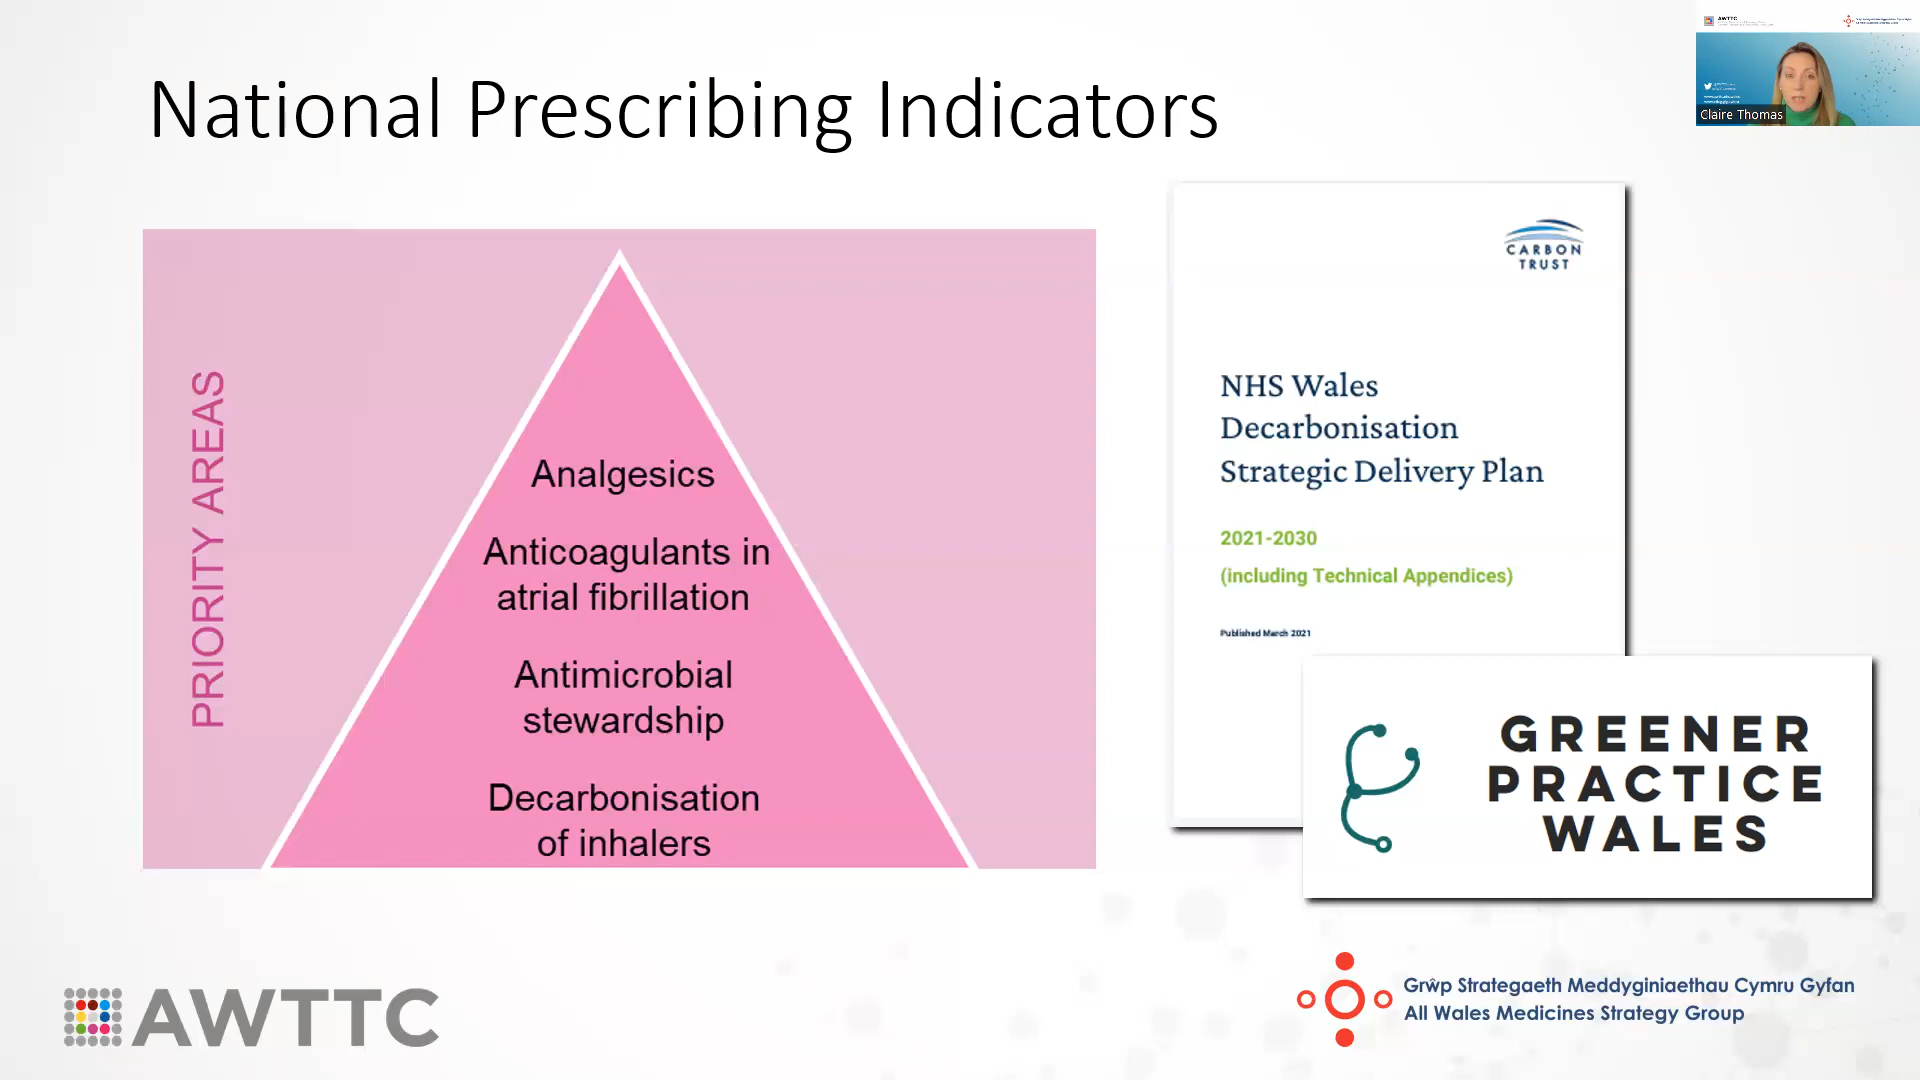 National Prescribing Indicators
AWTTC
Claire Thomas
PRIORITY AREAS
Analgesics
Anticoagulants in
atrial fibrillation
Antimicrobial
stewardship
Decarbonisation
of inhalers
CARBON
TRUST
NHS Wales
Decarbonisation
Strategic Delivery Plan
2021-2030
(including Technical Appendices)
Published March 2021
GREENER
PRACTICE
WALES
AWTTC
Grŵp Strategaeth Meddyginiaethau Cymru Gyfan
All Wales Medicines Strategy Group